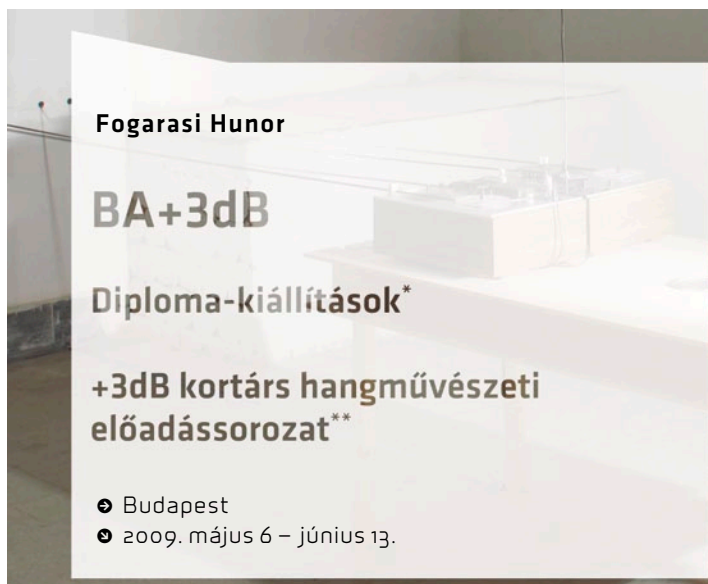 Fogarasi Hunor
BA+3dB
Diploma-kiállítások*
+3dB kortárs hangművészeti
előadássorozat**
Budapest
2009. május 6 – június 13.